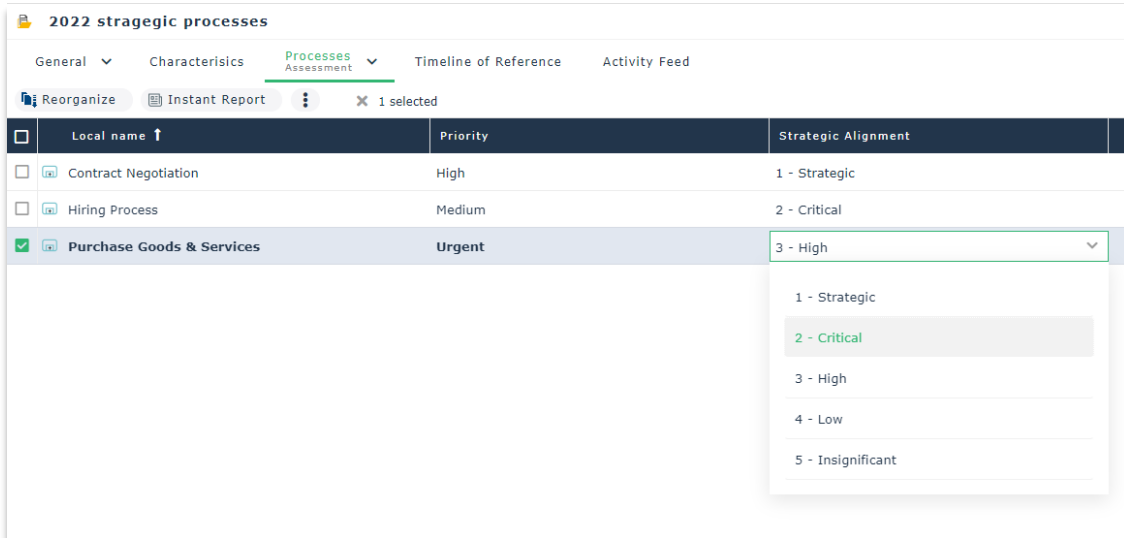 2022 stragegic processes
General Characterisics Processes Assessment Timeline of Reference Activity Feed
Reorganize Instant Report 1 selected
Local name Priority Strategic Alignment
Contract Negotiation High 1 - Strategic
Hiring Process Medium 2 - Critical
Purchase Goods & Services Urgent 3 - High
1 - Strategic
2 - Critical
3 - High
4 - Low
5 - Insignificant